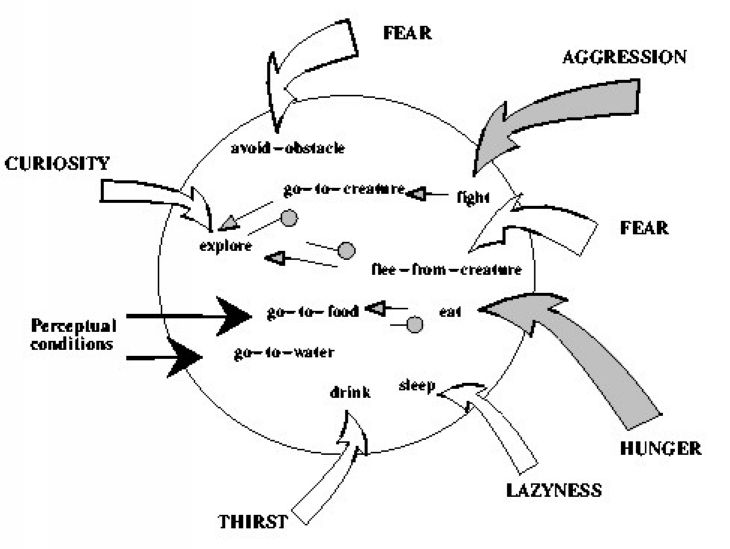 FEAR
AGGRESSION
avoid-obstacle
CURIOSITY
go-to-creature
fight
FEAR
explore
flee-from-creature
go-to-food
eat
Perceptual
conditions
go-to-water
sleep
drink
HUNGER
LAZYNESS
THIRST